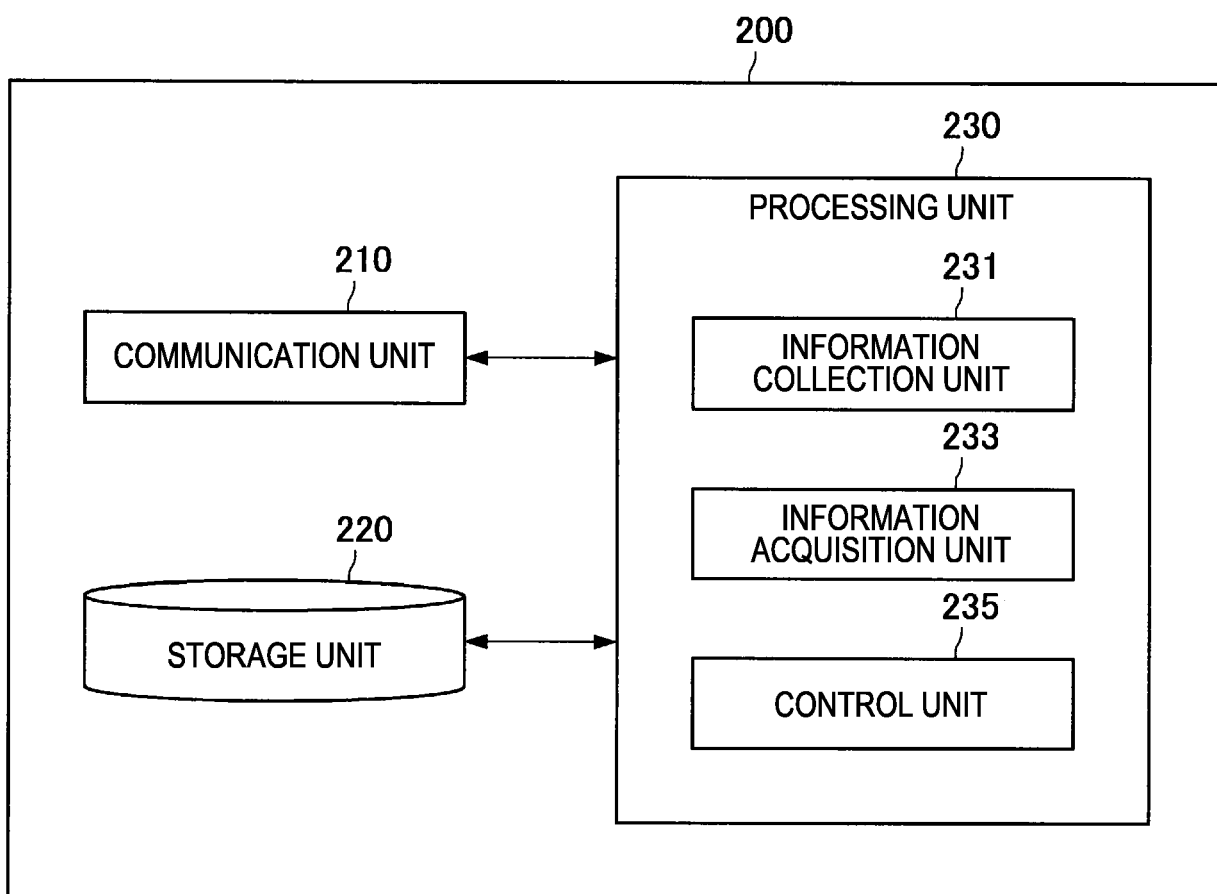 200
230
PROCESSING UNIT
210
COMMUNICATION UNIT
231
INFORMATION
COLLECTION UNIT
233
INFORMATION
ACQUISITION UNIT
220
STORAGE UNIT
235
CONTROL UNIT